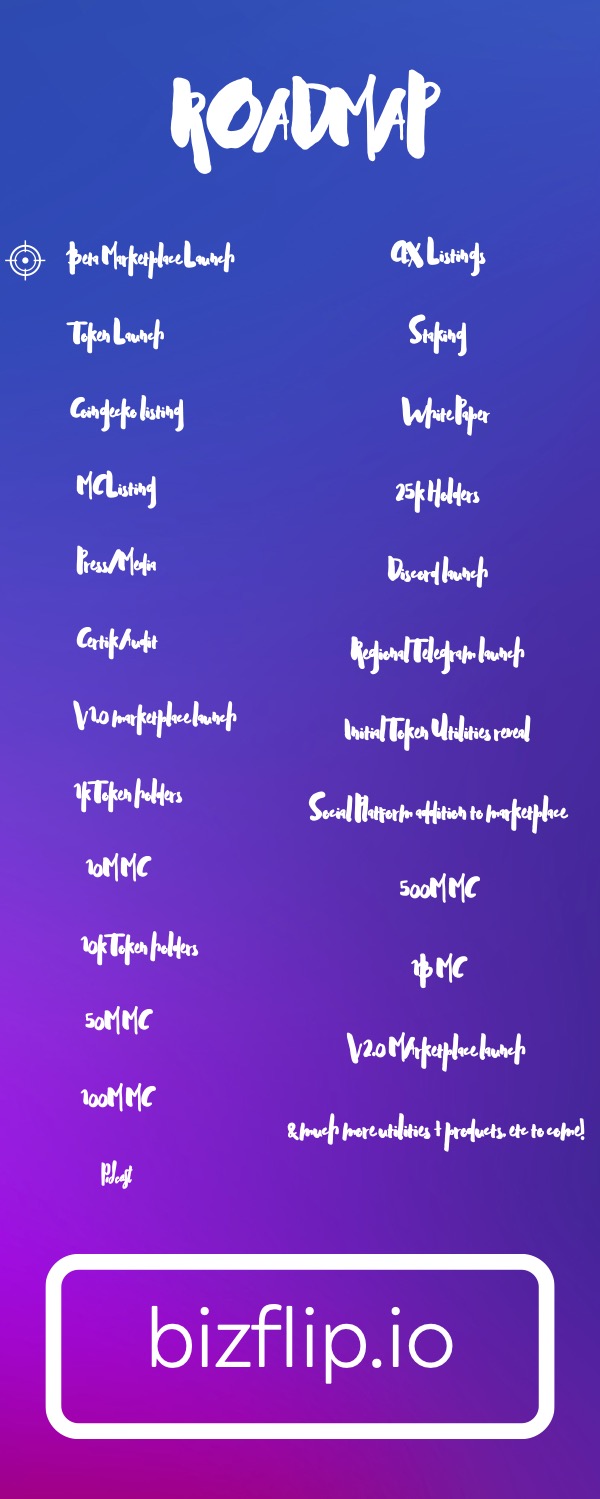 ROADMAP
Beta Marketplace Launch
Token Launch
Coingecko listing
MC Listing
Press/Media
Certik Audit
V1.0 marketplace launch
1k Token holders
10M MC
10k Token holders
50M MC
100M MC
Podcast
CEX Listings
Staking
White Paper
25k Holders
Discord launch
Regional Telegram launch
Initial Token Utilities reveal
Social Platform addition to marketplace
500M MC
1b MC
V2.0 MArketplace launch
& much more utilities + products, etc to come!
bizflip.io